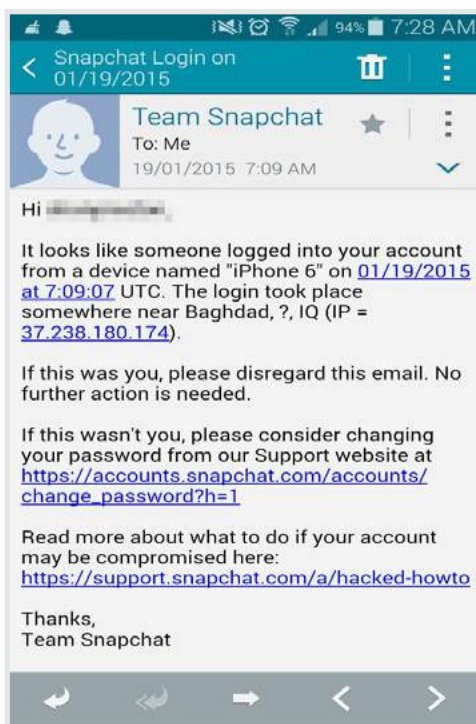 94% 7:28 AM
Snapchat Login on
01/19/2015
Team Snapchat
To: Me
19/01/2015 7:09 AM
Hi
It looks like someone logged into your account
from a device named "iPhone 6" on 01/19/2015
at 7:09:07 UTC. The login took place
somewhere near Baghdad, ?, IQ (IP =
37.238.180.174).
If this was you, please disregard this email. No
further action is needed.
If this wasn't you, please consider changing
your password from our Support website at
https://accounts.snapchat.com/accounts/
change_password?h=1
Read more about what to do if your account
may be compromised here:
https://support.snapchat.com/a/hacked-howto
Thanks,
Team Snapchat